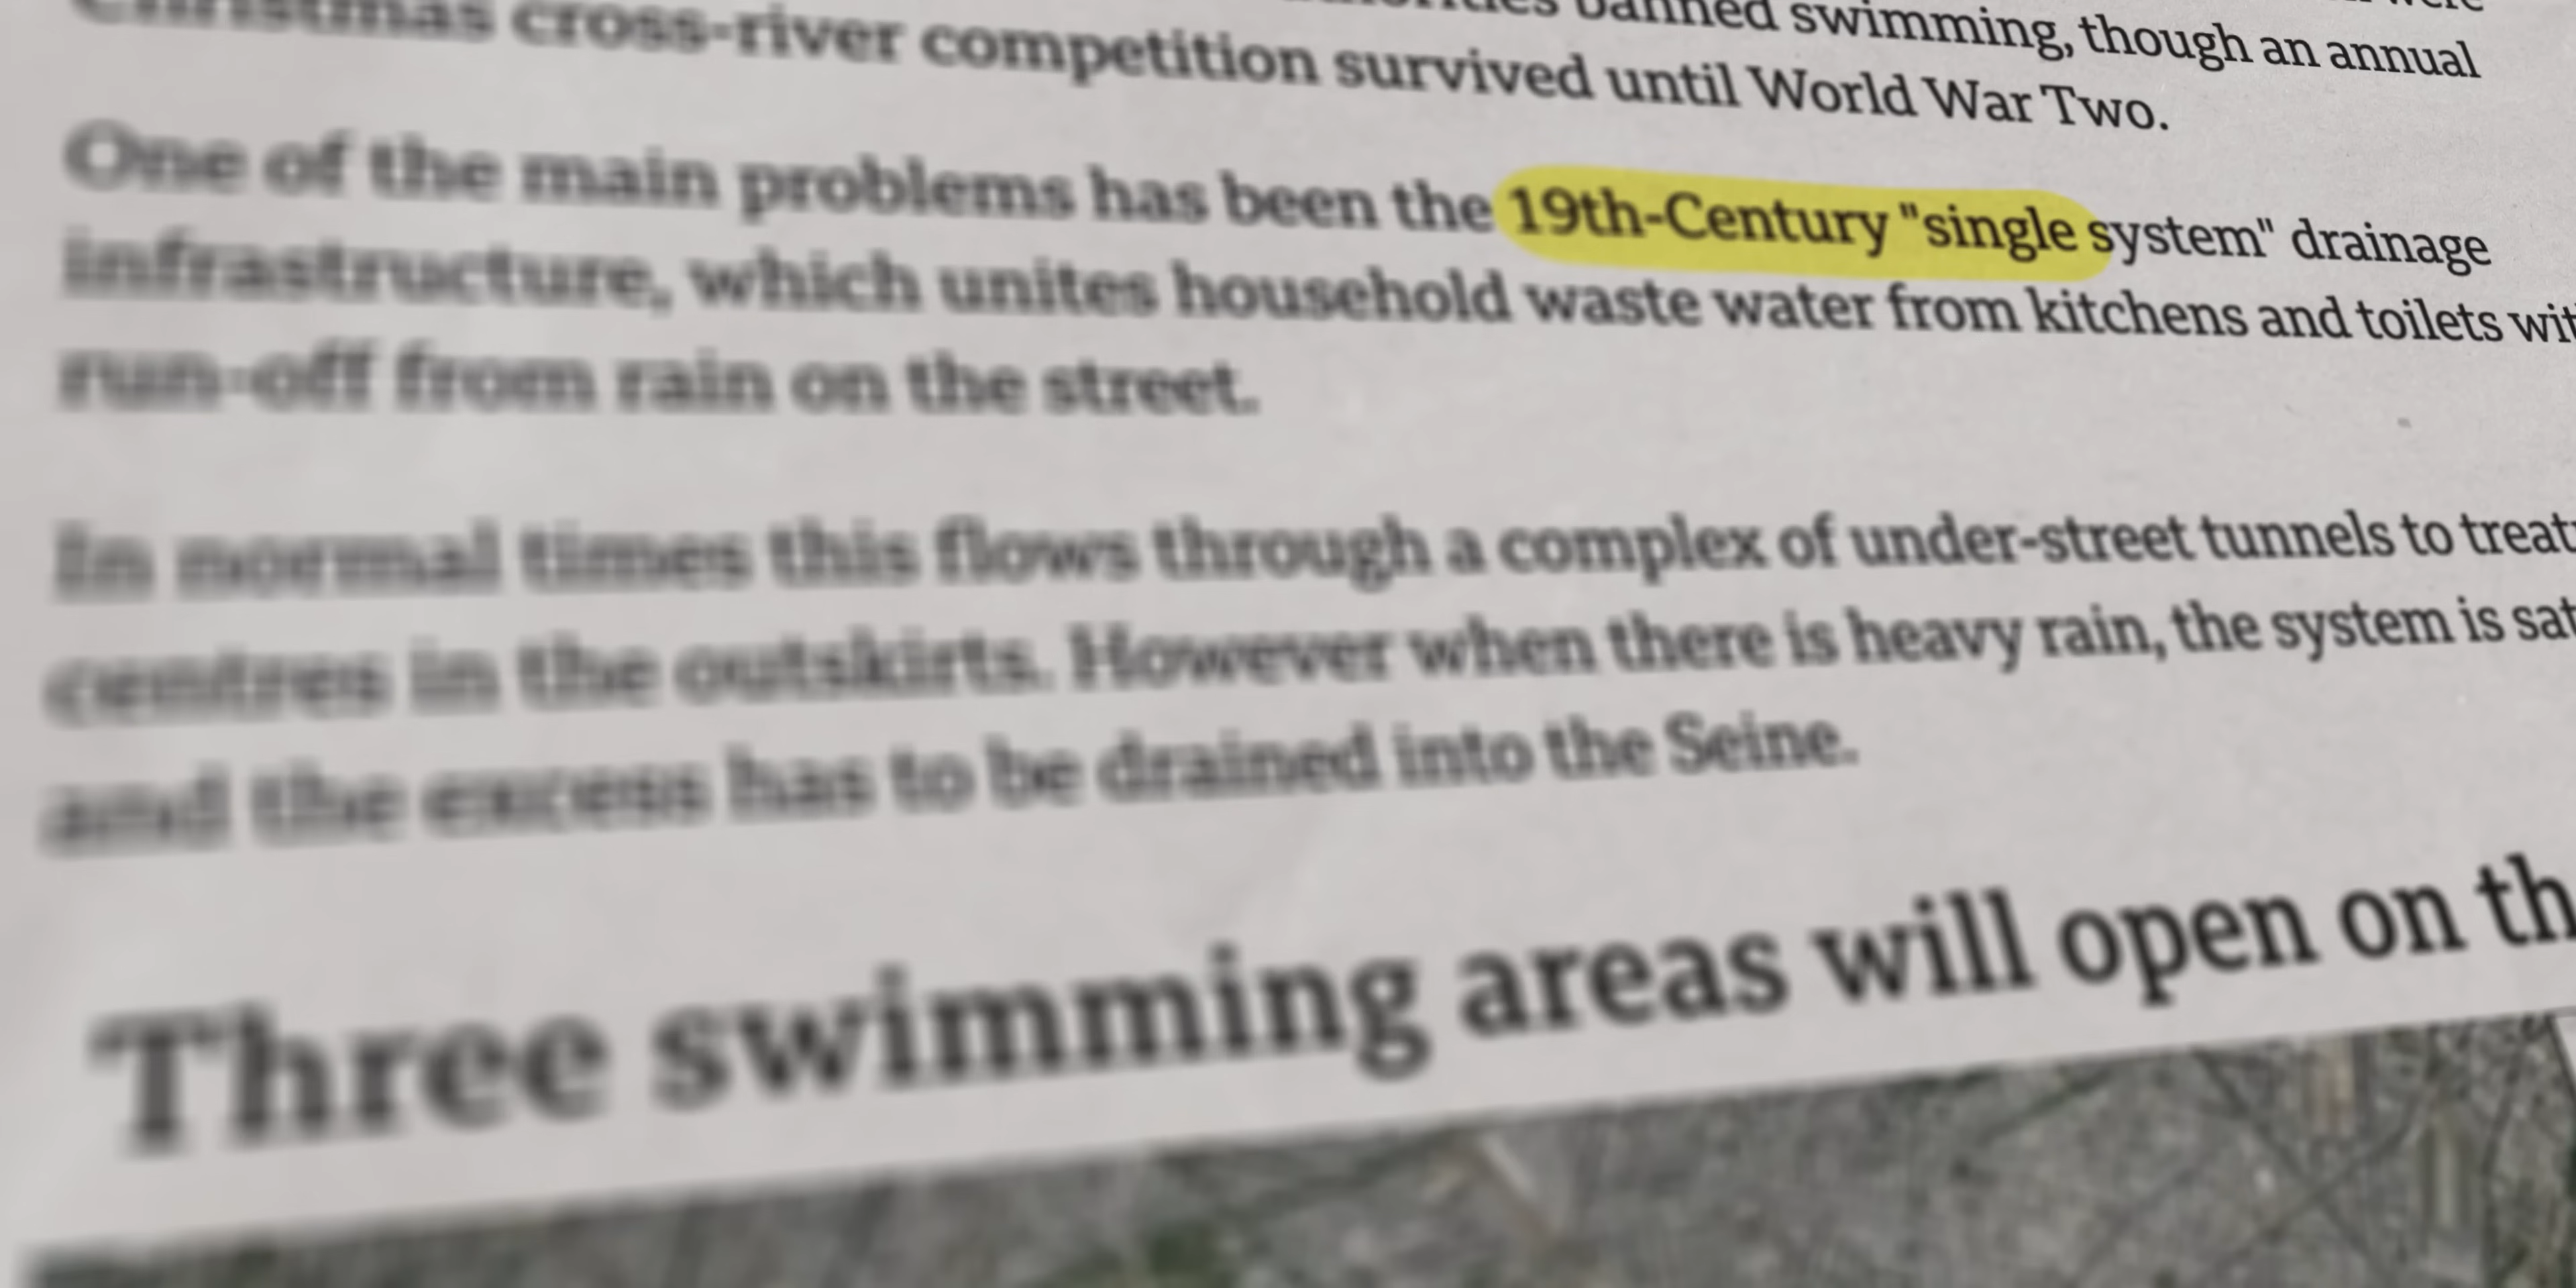 banned swimming, though an annual
Christmas cross-river competition survived until World War Two.
One of the main problems has been the 19th-Century "single system" drainage
infrastructure, which unites household waste water from kitchens and toilets wit
run-off from rain on the street.
In normal times this flows through a complex of under-street tunnels to treat
centres in the outskirts. However when there is heavy rain, the system is sat
and the excess has to be drained into the Seine.
Three swimming areas will open on th